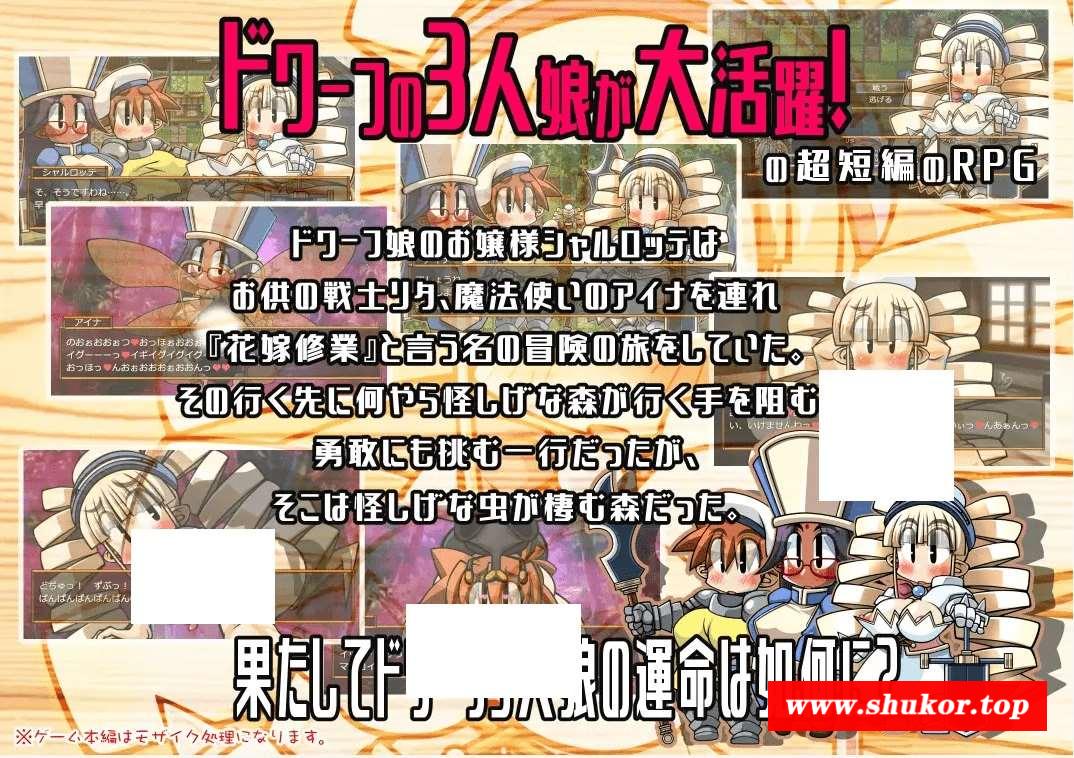 ドワーフの3人娘が大活躍!
の超短編のRPG
戦う
逃げる
シャルロッテ
そ、そうですわね……。
ドワーフ娘のお嬢様シャルロッテは
お供の戦士リタ、魔法使いのアイナを連れ
『花嫁修業』と言う名の冒険の旅をしていた。
その行く先に何やら怪しげな森が行く手を阻む
勇敢にも挑む一行だったが、
そこは怪しげな虫が棲む森だった。
アイナ
果たしてドワーフ3人娘の運命は如何に?
www.shukor.top
※ゲーム本編はモザイク処理になります。